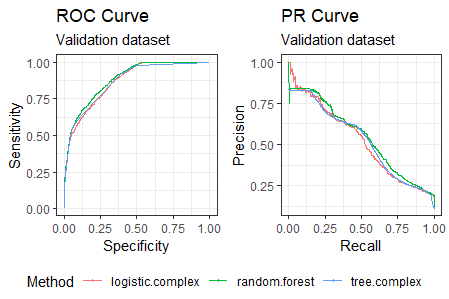 ROC Curve
Validation dataset
1.00
0.75
0.50
0.25
0.00
Sensitivity
0.00 0.25 0.50 0.75 1.00
Specificity
PR Curve
Validation dataset
1.00
0.75
0.50
0.25
Precision
0.00 0.25 0.50 0.75 1.00
Recall
Method logistic.complex random.forest tree.complex